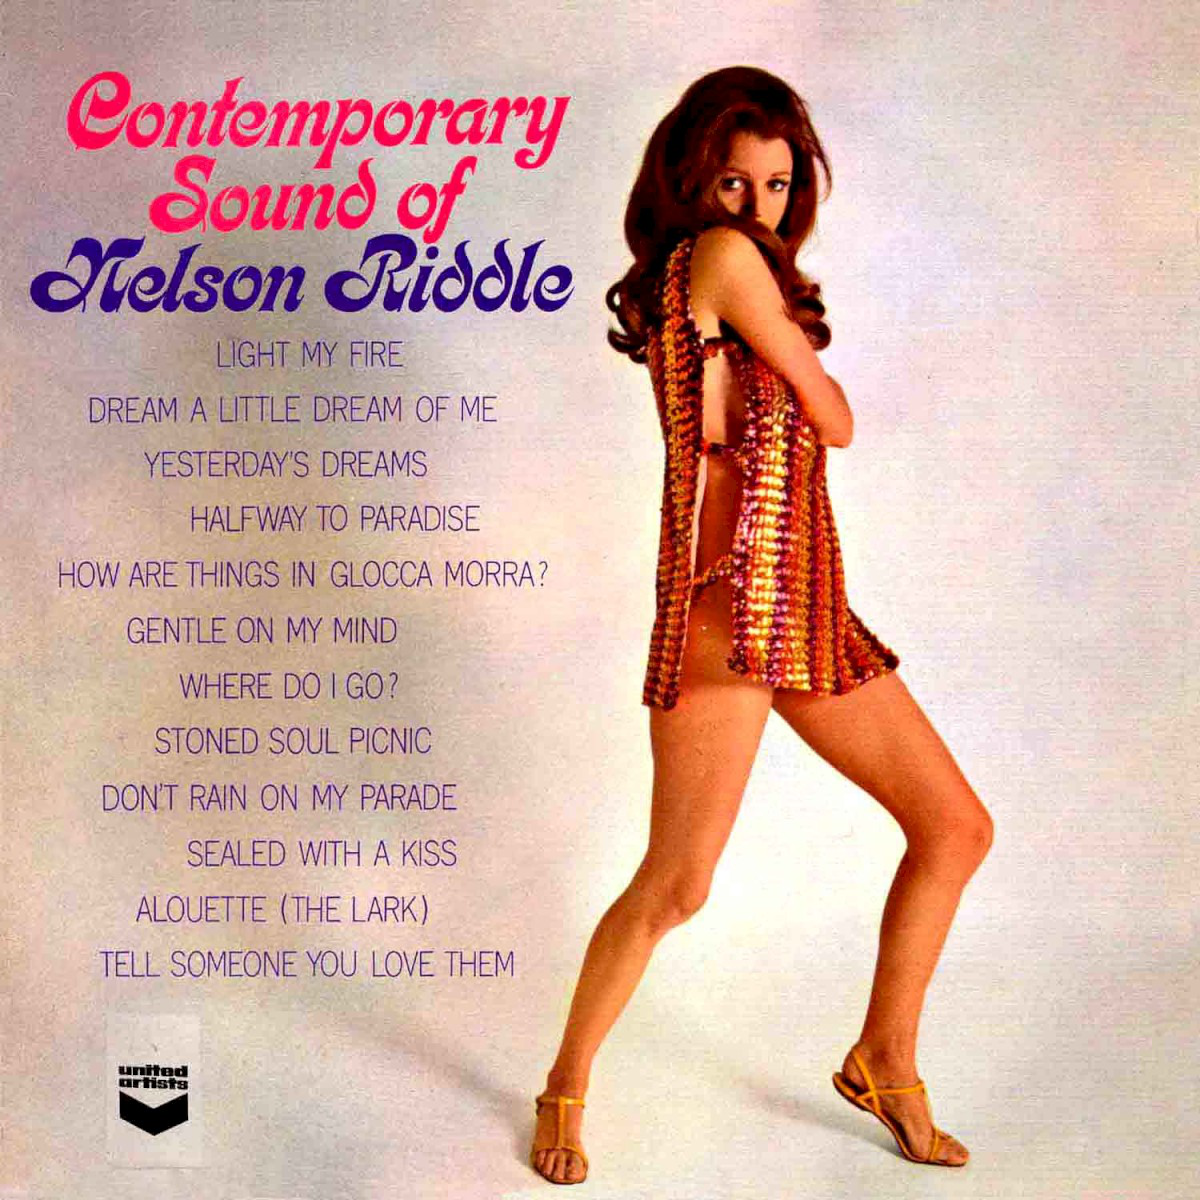 Contemporary
Sound of
Nelson Riddle
LIGHT MY FIRE
DREAM A LITTLE DREAM OF ME
YESTERDAY'S DREAMS
HALFWAY TO PARADISE
HOW ARE THINGS IN GLOCCA MORRA?
GENTLE ON MY MIND
WHERE DO I GO?
STONED SOUL PICNIC
DON'T RAIN ON MY PARADE
SEALED WITH A KISS
ALOUETTE (THE LARK)
TELL SOMEONE YOU LOVE THEM
united
artists